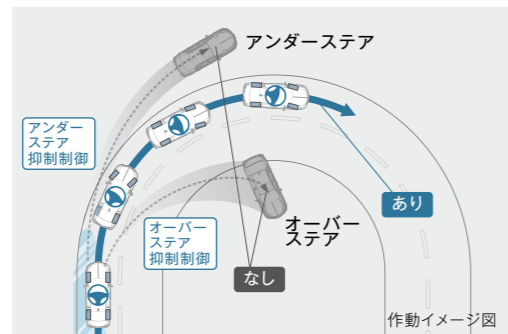 アンダーステア
アンダー
ステア
抑制制御
あり
オーバー
ステア
抑制制御
オーバー
ステア
なし
作動イメージ図